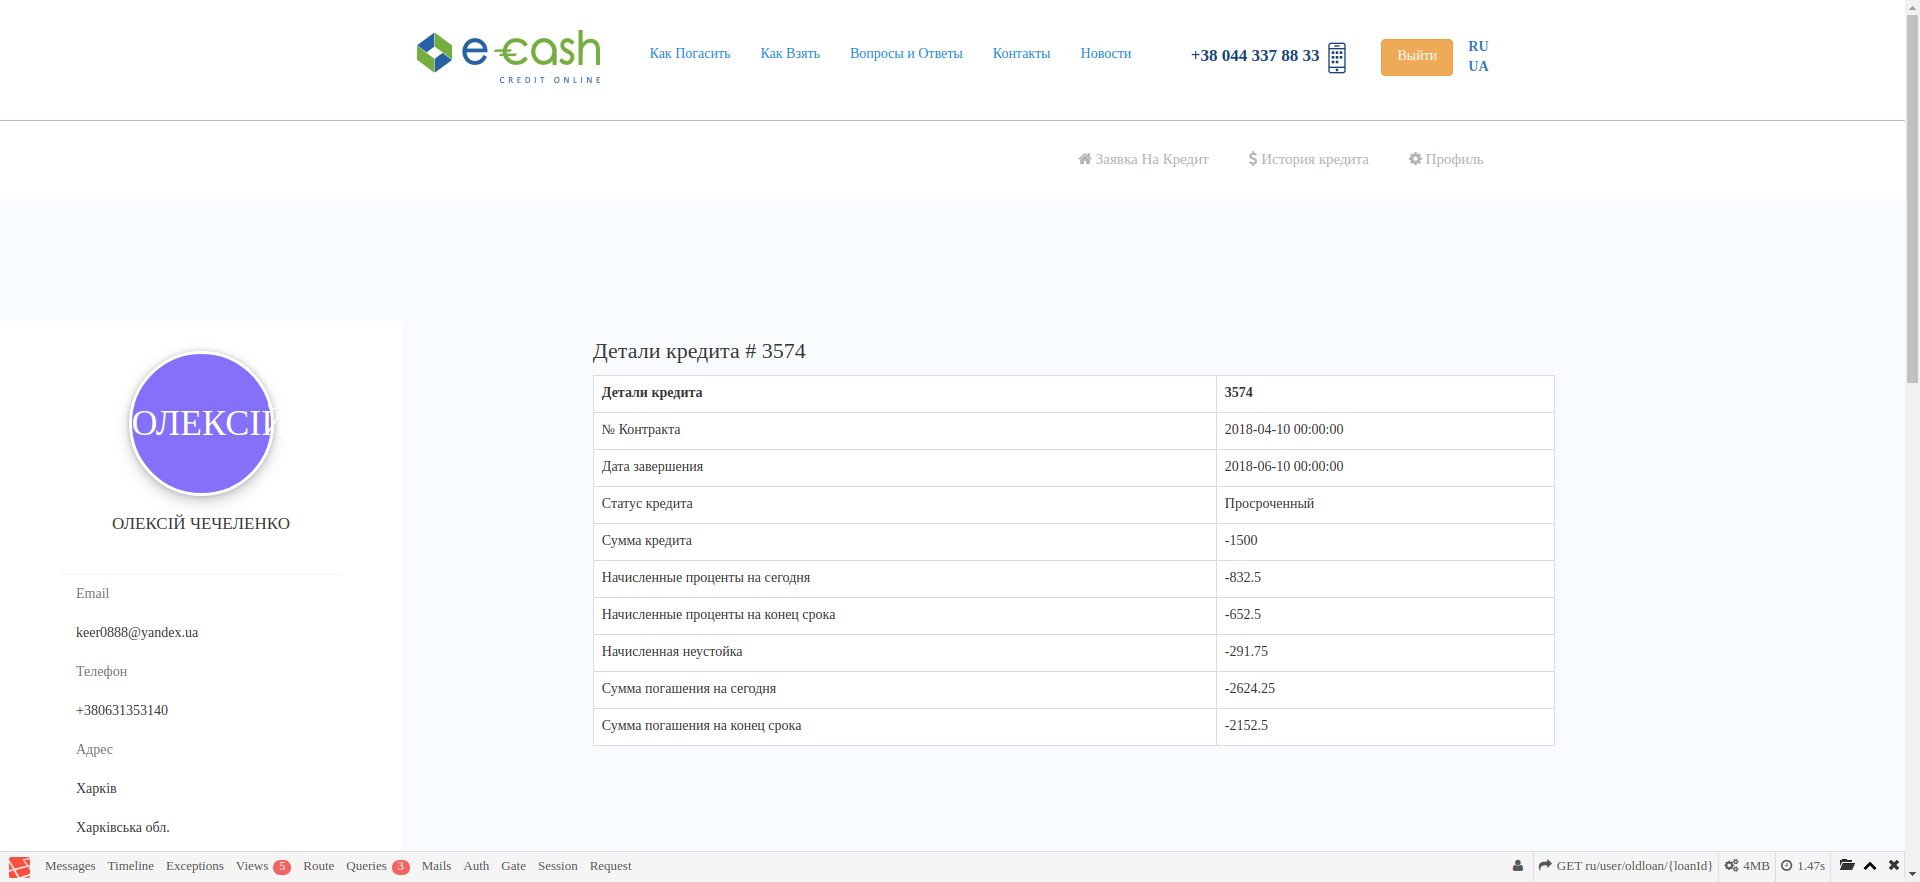 e-cash
CREDIT ONLINE
Как Погасить
Как Взять
Вопросы и Ответы
Контакты
Новости
+38 044 337 88 33
Выйти
RU
UA
Заявка На Кредит
История кредита
Профиль
ОЛЕКСІЙ
ОЛЕКСІЙ ЧЕЧЕЛЕНКО
Email
keer0888@yandex.ua
Телефон
+380631353140
Адрес
Харків
Харківська обл.
Детали кредита # 3574
Детали кредита 3574
№ Контракта 2018-04-10 00:00:00
Дата завершения 2018-06-10 00:00:00
Статус кредита Просроченный
Сумма кредита -1500
Начисленные проценты на сегодня -832.5
Начисленные проценты на конец срока -652.5
Начисленная неустойка -291.75
Сумма погашения на сегодня -2624.25
Сумма погашения на конец срока -2152.5
Messages Timeline Exceptions Views 5 Route Queries 3 Mails Auth Gate Session Request GET ru/user/oldloan/{loanId} 4MB 1.47s